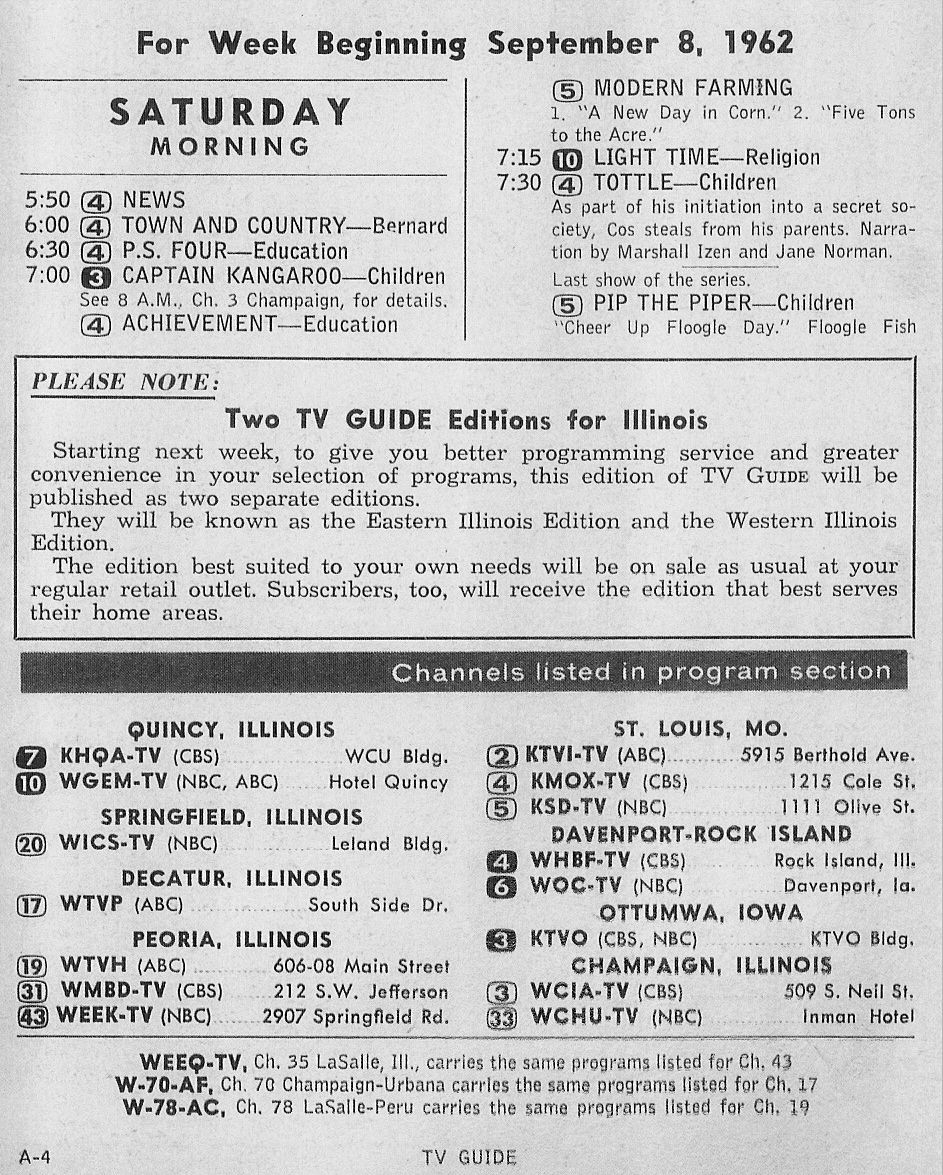 For Week Beginning September 8, 1962
SATURDAY
MORNING
5:50 (4) NEWS
6:00 (4) TOWN AND COUNTRY—Bernard
6:30 (4) P.S. FOUR—Education
7:00 3 CAPTAIN KANGAROO—Children
See 8 A.M., Ch. 3 Champaign, for details.
(4) ACHIEVEMENT—Education
(5) MODERN FARMING
1. "A New Day in Corn." 2. "Five Tons
to the Acre."
7:15 10 LIGHT TIME—Religion
7:30 (4) TOTTLE—Children
As part of his initiation into a secret so-
ciety, Cos steals from his parents. Narra-
tion by Marshall Izen and Jane Norman.
Last show of the series.
(5) PIP THE PIPER—Children
"Cheer Up Floogle Day." Floogle Fish
PLEASE NOTE:
Two TV GUIDE Editions for Illinois
Starting next week, to give you better programming service and greater
convenience in your selection of programs, this edition of TV GUIDE will be
published as two separate editions.
They will be known as the Eastern Illinois Edition and the Western Illinois
Edition.
The edition best suited to your own needs will be on sale as usual at your
regular retail outlet. Subscribers, too, will receive the edition that best serves
their home areas.
Channels listed in program section
QUINCY, ILLINOIS
7 KHQA-TV (CBS) WCU Bldg.
10 WGEM-TV (NBC, ABC) Hotel Quincy
SPRINGFIELD, ILLINOIS
(20) WICS-TV (NBC) Leland Bldg.
DECATUR, ILLINOIS
(17) WTVP (ABC) South Side Dr.
PEORIA, ILLINOIS
(19) WTVH (ABC) 606-08 Main Street
(31) WMBD-TV (CBS) 212 S.W. Jefferson
(43) WEEK-TV (NBC) 2907 Springfield Rd.
ST. LOUIS, MO.
(2) KTVI-TV (ABC) 5915 Berthold Ave.
(4) KMOX-TV (CBS) 1215 Cole St.
(5) KSD-TV (NBC) 1111 Olive St.
DAVENPORT-ROCK ISLAND
4 WHBF-TV (CBS) Rock Island, Ill.
6 WOC-TV (NBC) Davenport, Ia.
OTTUMWA, IOWA
3 KTVO (CBS, NBC) KTVO Bldg.
CHAMPAIGN, ILLINOIS
(3) WCIA-TV (CBS) 509 S. Neil St.
(33) WCHU-TV (NBC) Inman Hotel
WEEQ-TV, Ch. 35 LaSalle, Ill., carries the same programs listed for Ch. 43
W-70-AF, Ch. 70 Champaign-Urbana carries the same programs listed for Ch. 17
W-78-AC, Ch. 78 LaSalle-Peru carries the same programs listed for Ch. 19
A-4
TV GUIDE